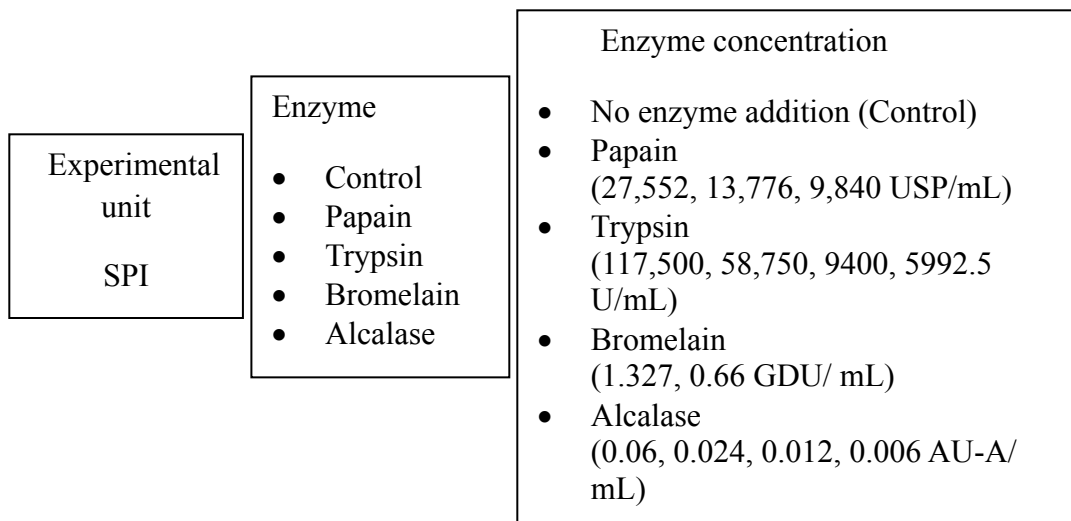 Experimental
unit
SPI
Enzyme
• Control
• Papain
• Trypsin
• Bromelain
• Alcalase
Enzyme concentration
• No enzyme addition (Control)
• Papain
(27,552, 13,776, 9,840 USP/mL)
• Trypsin
(117,500, 58,750, 9400, 5992.5
U/mL)
• Bromelain
(1.327, 0.66 GDU/ mL)
• Alcalase
(0.06, 0.024, 0.012, 0.006 AU-A/
mL)